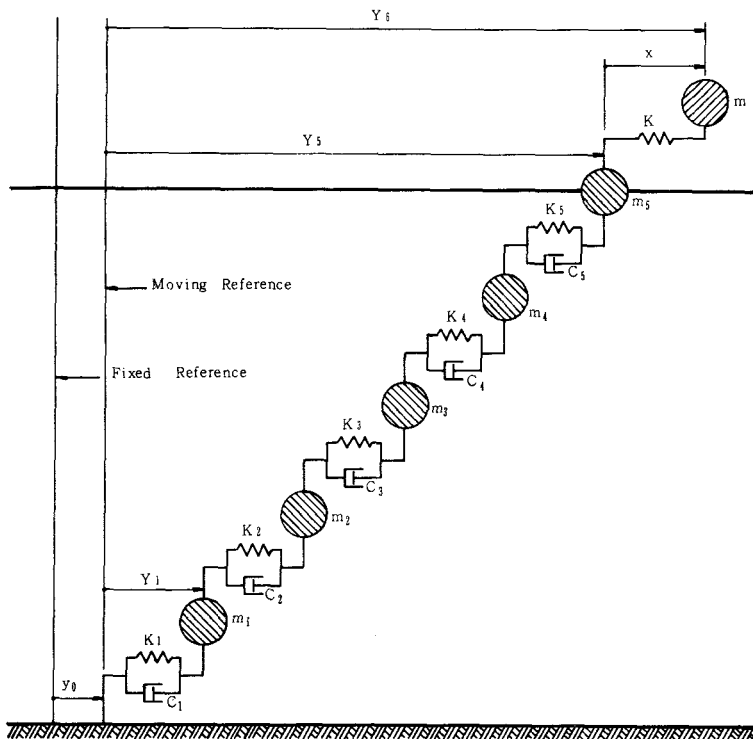 Y₆
x
m
K
Y₅
m₅
K₅
C₅
Moving Reference
m₄
K₄
Fixed Reference
C₄
m₃
K₃
C₃
m₂
K₂
Y₁
C₂
m₁
K₁
y₀
C₁